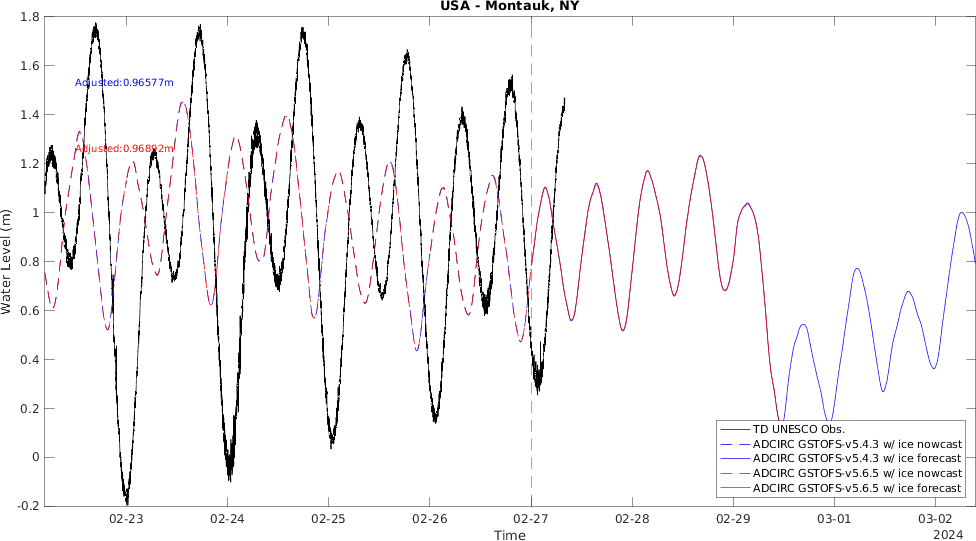 USA - Montauk, NY
1.8
1.6
1.4
1.2
1
0.8
0.6
0.4
0.2
0
-0.2
Water Level (m)
Adjusted:0.96577m
Adjusted:0.96892m
TD UNESCO Obs.
ADCIRC GSTOFS-v5.4.3 w/ ice nowcast
ADCIRC GSTOFS-v5.4.3 w/ ice forecast
ADCIRC GSTOFS-v5.6.5 w/ ice nowcast
ADCIRC GSTOFS-v5.6.5 w/ ice forecast
02-23 02-24 02-25 02-26 02-27 02-28 02-29 03-01 03-02
Time
2024